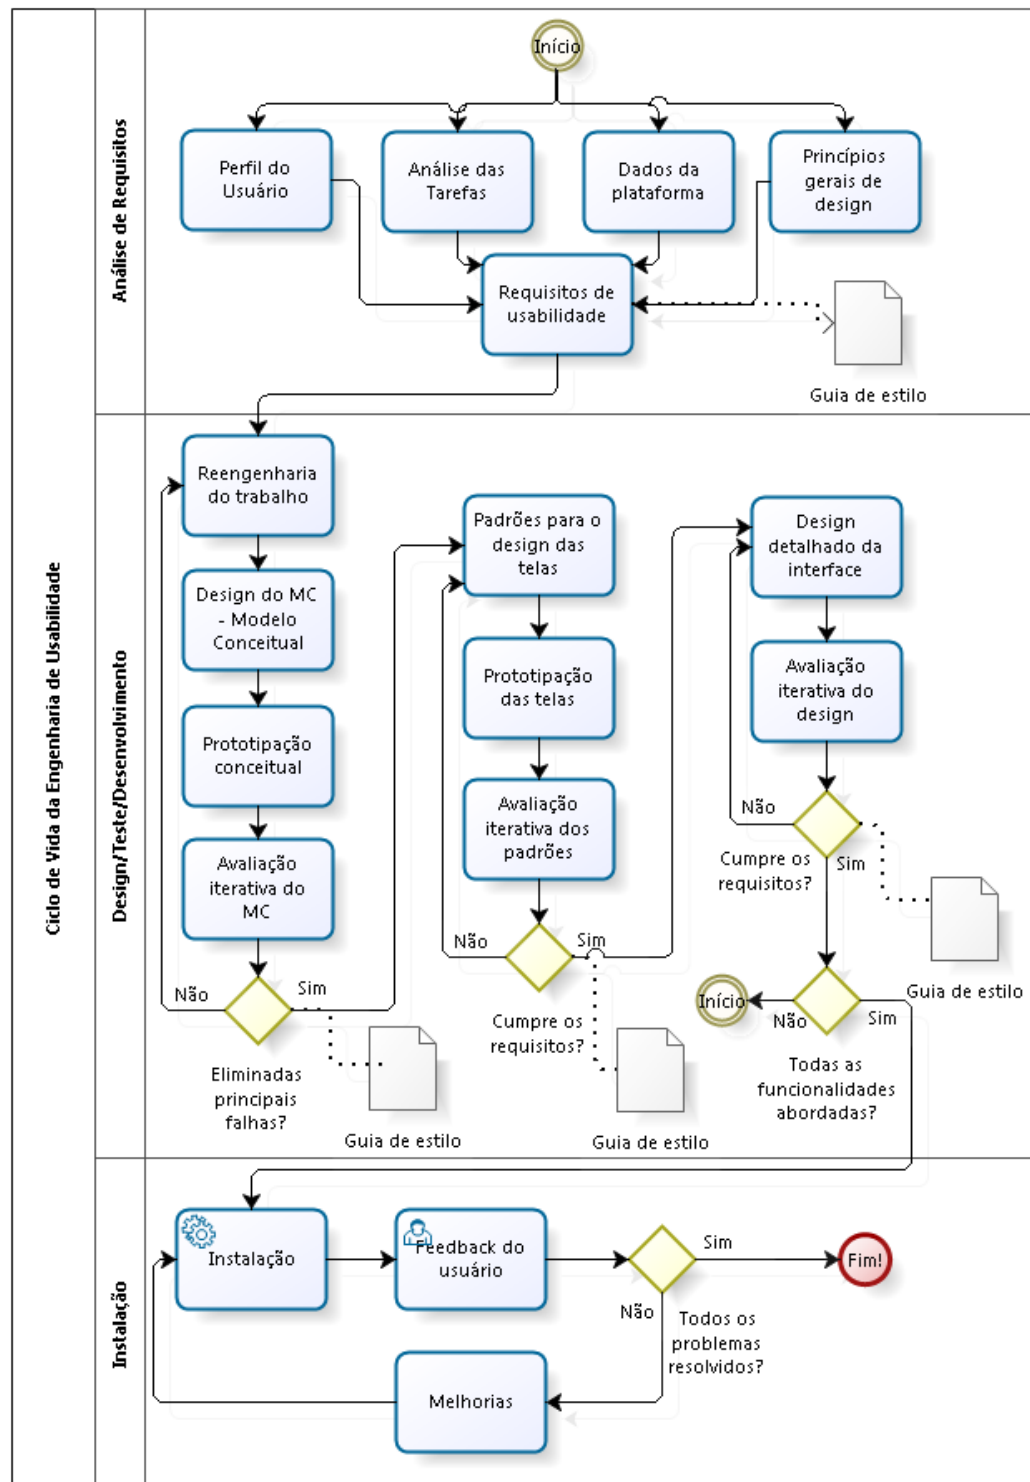 Ciclo de Vida da Engenharia de Usabilidade
Análise de Requisitos
Início
Perfil do
Usuário
Análise das
Tarefas
Dados da
plataforma
Princípios
gerais de
design
Requisitos de
usabilidade
Guia de estilo
Design/Teste/Desenvolvimento
Reengenharia
do trabalho
Design do MC
- Modelo
Conceitual
Prototipação
conceitual
Avaliação
iterativa do
MC
Não
Sim
Eliminadas
principais
falhas?
Guia de estilo
Padrões para o
design das
telas
Prototipação
das telas
Avaliação
iterativa dos
padrões
Não
Sim
Cumpre os
requisitos?
Guia de estilo
Design
detalhado da
interface
Avaliação
iterativa do
design
Não
Cumpre os
requisitos?
Sim
Guia de estilo
Início
Não
Sim
Todas as
funcionalidades
abordadas?
Instalação
Instalação
Feedback do
usuário
Sim
Fim!
Não
Todos os
problemas
resolvidos?
Melhorias